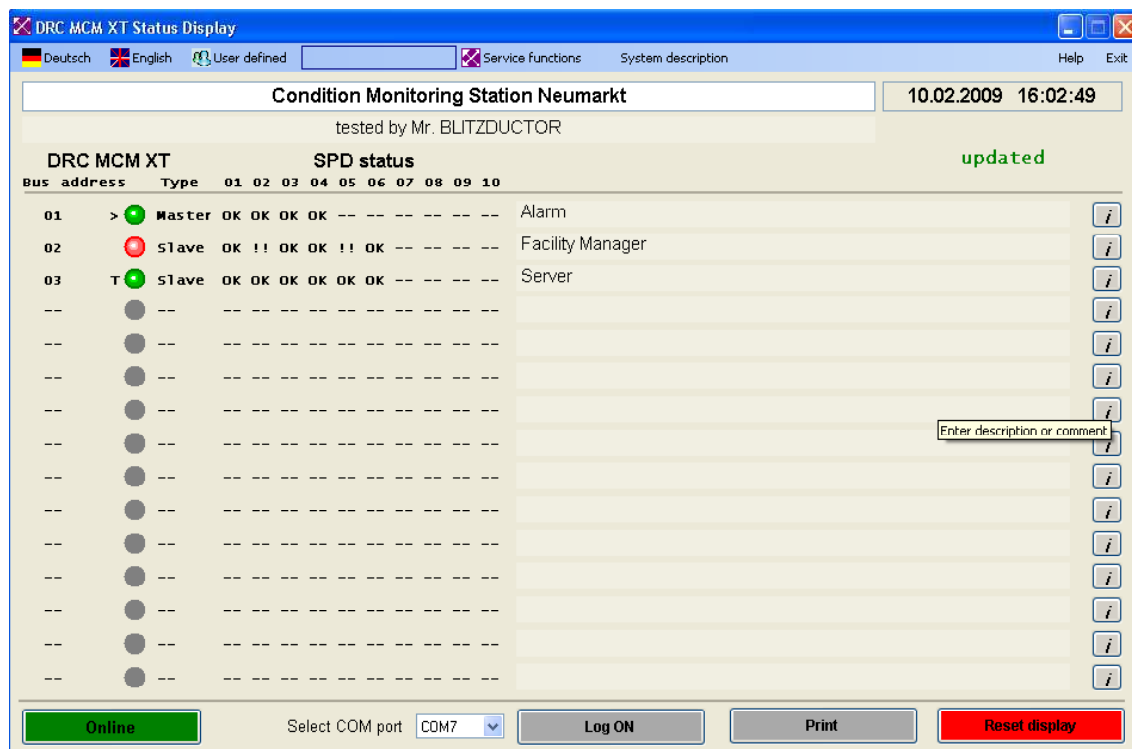 DRC MCM XT Status Display
Deutsch English User defined Service functions System description Help Exit
Condition Monitoring Station Neumarkt 10.02.2009 16:02:49
tested by Mr. BLITZDUCTOR
DRC MCM XT SPD status updated
Bus address Type 01 02 03 04 05 06 07 08 09 10
01 > Master OK OK OK OK -- -- -- -- -- -- Alarm i
02 Slave OK !! OK OK !! OK -- -- -- -- Facility Manager i
03 T Slave OK OK OK OK OK OK -- -- -- -- Server i
-- -- -- -- -- -- -- -- -- -- -- -- i
-- -- -- -- -- -- -- -- -- -- -- -- i
-- -- -- -- -- -- -- -- -- -- -- -- i
-- -- -- -- -- -- -- -- -- -- -- -- i
Enter description or comment
-- -- -- -- -- -- -- -- -- -- -- -- i
-- -- -- -- -- -- -- -- -- -- -- -- i
-- -- -- -- -- -- -- -- -- -- -- -- i
-- -- -- -- -- -- -- -- -- -- -- -- i
-- -- -- -- -- -- -- -- -- -- -- -- i
-- -- -- -- -- -- -- -- -- -- -- -- i
-- -- -- -- -- -- -- -- -- -- -- -- i
-- -- -- -- -- -- -- -- -- -- -- -- i
Online Select COM port COM7 Log ON Print Reset display